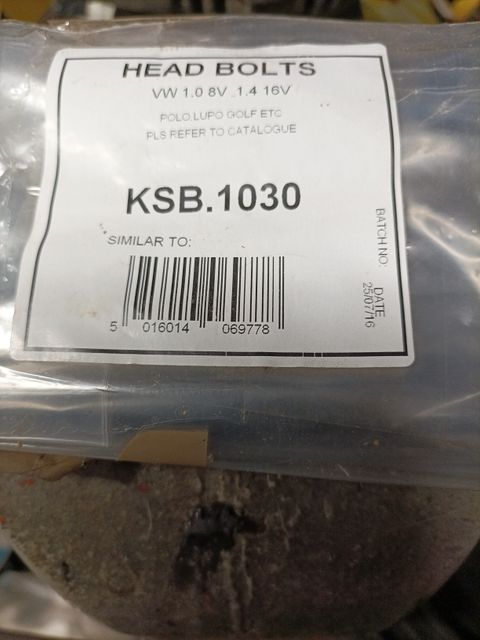 HEAD BOLTS
VW 1.0 8V ..1.4 16V
POLO LUPO GOLF ETC
PLS REFER TO CATALOGUE
KSB.1030
SIMILAR TO:
5 016014 069778
BATCH NO:
DATE
25/07/16